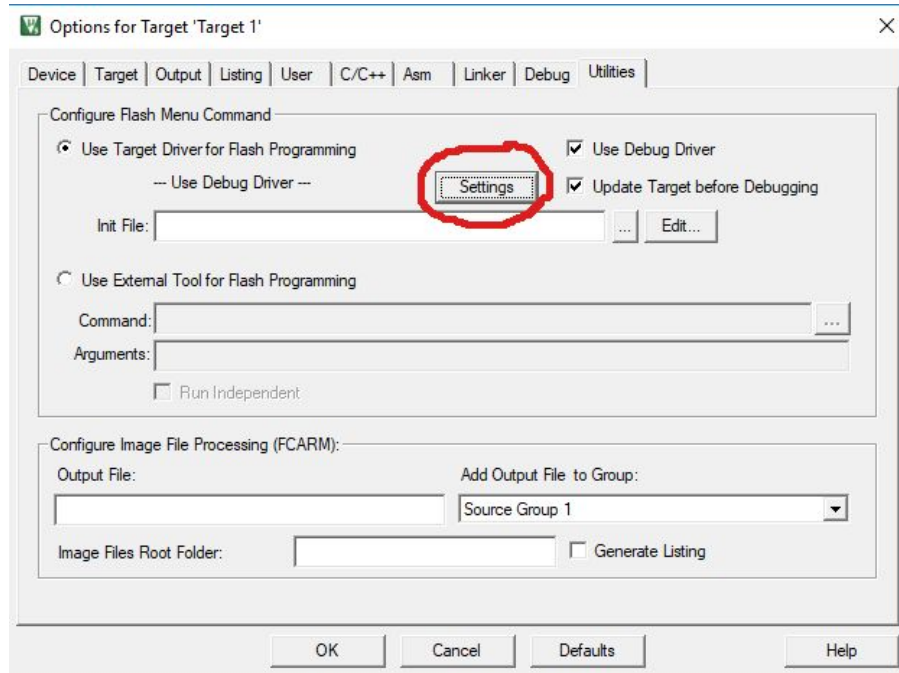 Options for Target 'Target 1'
Device Target Output Listing User C/C++ Asm Linker Debug Utilities
Configure Flash Menu Command
Use Target Driver for Flash Programming
Use Debug Driver
--- Use Debug Driver ---
Settings
Update Target before Debugging
Init File:
...
Edit...
Use External Tool for Flash Programming
Command:
...
Arguments:
Run Independent
Configure Image File Processing (FCARM):
Output File:
Add Output File to Group:
Source Group 1
Image Files Root Folder:
Generate Listing
OK
Cancel
Defaults
Help